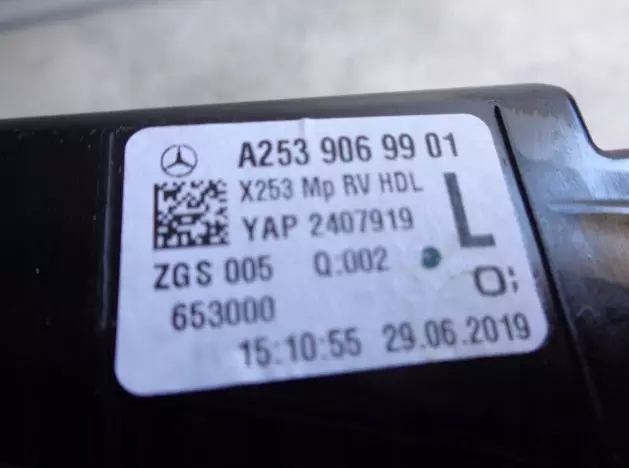 A253 906 99 01
X253 Mp RV HDL
L
YAP 2407919
ZGS 005 Q:002
653000
15:10:55 29.06.2019